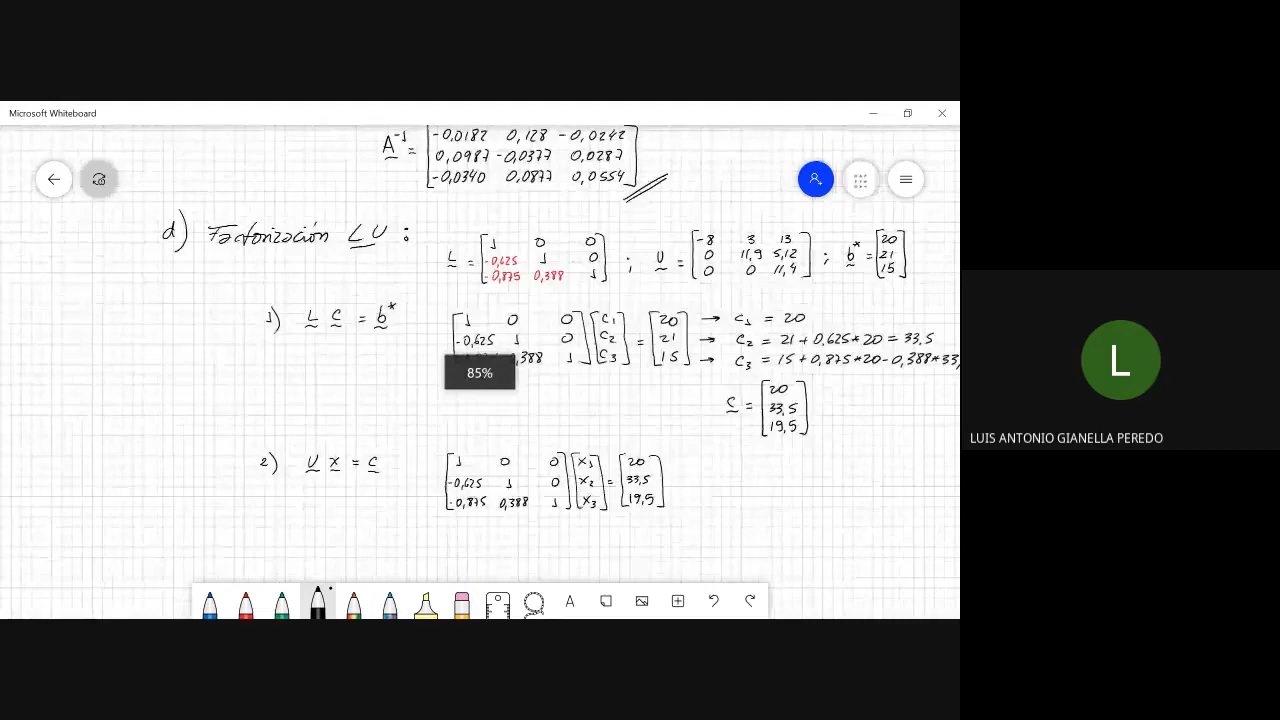 Microsoft Whiteboard
A⁻¹ = [-0,0182 0,128 -0,0242
0,0987 -0,0377 0,0287
-0,0340 0,0877 0,0554]
d) Factorización LU :
L = [1 0 0
-0,625 1 0
-0,875 0,388 1] ;
U = [-8 3 13
0 11,9 5,12
0 0 11,4] ;
b* = [20
21
15]
1) L C = b*
[1 0 0
-0,625 1 0
0,388 1]
[C1
C2
C3]
= [20
21
15]
→ C1 = 20
→ C2 = 21 + 0,625*20 = 33,5
→ C3 = 15 + 0,875*20 - 0,388*33,
85%
C = [20
33,5
19,5]
2) U X = C
[1 0 0
-0,625 1 0
-0,875 0,388 1]
[X1
X2
X3]
= [20
33,5
19,5]
L
LUIS ANTONIO GIANELLA PEREDO
A